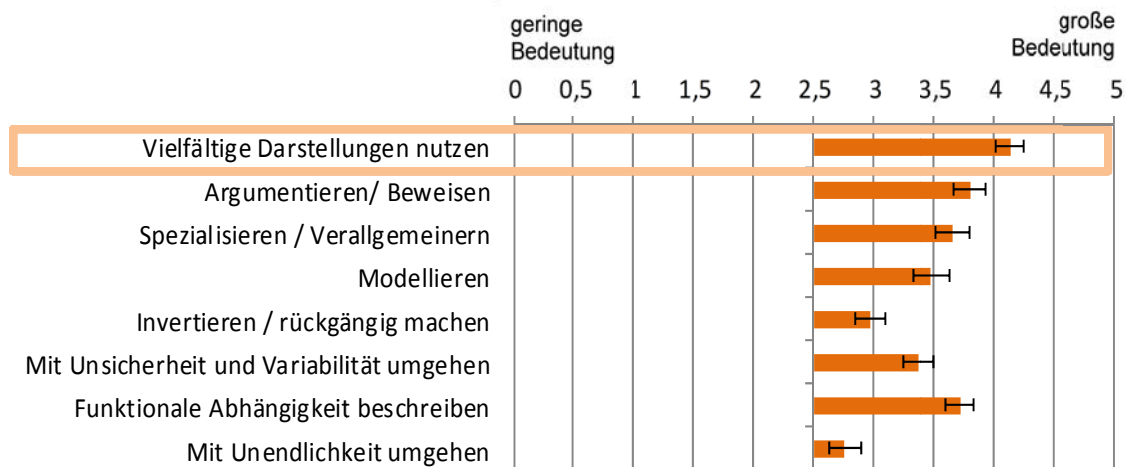 geringe
Bedeutung
große
Bedeutung
0 0,5 1 1,5 2 2,5 3 3,5 4 4,5 5
Vielfältige Darstellungen nutzen
Argumentieren/ Beweisen
Spezialisieren / Verallgemeinern
Modellieren
Invertieren / rückgängig machen
Mit Unsicherheit und Variabilität umgehen
Funktionale Abhängigkeit beschreiben
Mit Unendlichkeit umgehen